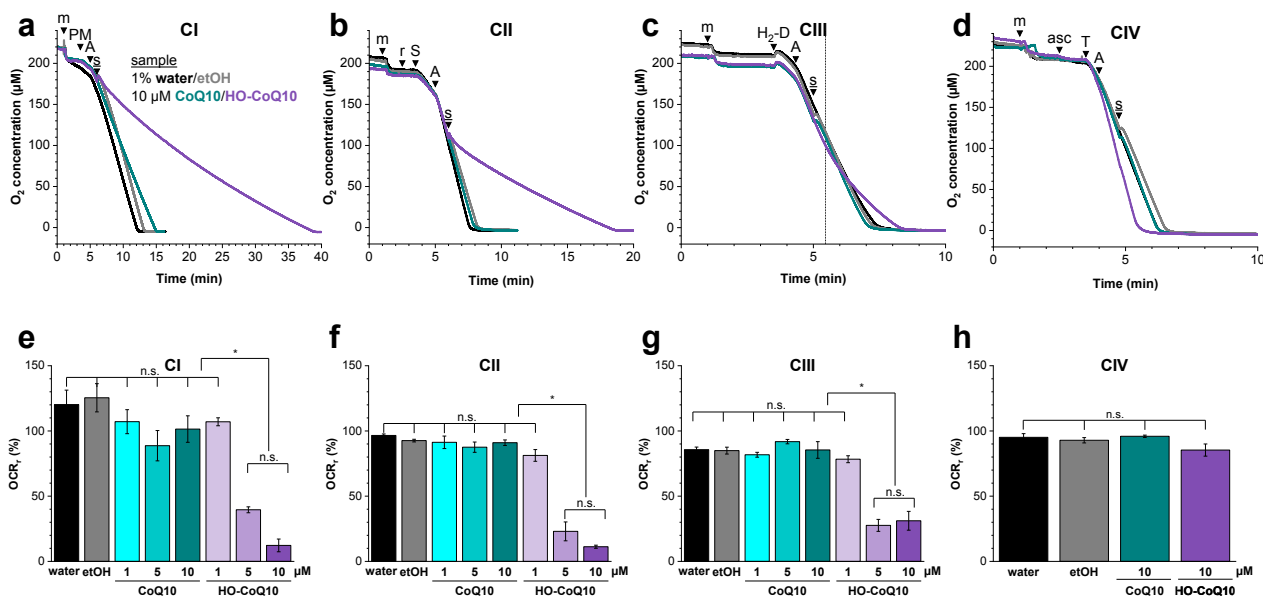 a
CI
m
PM
A
s
sample
1% water/etOH
10 µM CoQ10/HO-CoQ10
O2 concentration (µM)
200
150
100
50
0
0 5 10 15 20 25 30 35 40
Time (min)
b
CII
m
r S
A
s
O2 concentration (µM)
200
150
100
50
0
0 5 10 15 20
Time (min)
c
CIII
m
H2-D
A
s
O2 concentration (µM)
200
150
100
50
0
0 5 10
Time (min)
d
CIV
m
asc
T
A
s
O2 concentration (µM)
200
150
100
50
0
0 5 10
Time (min)
e
CI
n.s.
*
n.s.
OCRr (%)
150
100
50
0
water etOH 1 5 10 1 5 10 µM
CoQ10 HO-CoQ10
f
CII
n.s.
*
n.s.
OCRr (%)
150
100
50
0
water etOH 1 5 10 1 5 10 µM
CoQ10 HO-CoQ10
g
CIII
n.s.
*
n.s.
OCRr (%)
150
100
50
0
water etOH 1 5 10 1 5 10 µM
CoQ10 HO-CoQ10
h
CIV
n.s.
OCRr (%)
150
100
50
0
water etOH 10 10 µM
CoQ10 HO-CoQ10